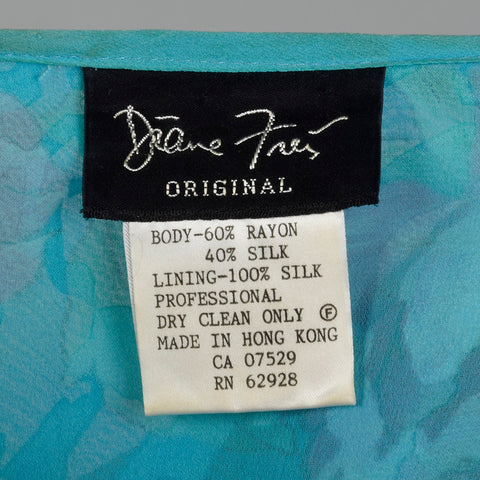 Diane Freis
ORIGINAL
BODY-60% RAYON
40% SILK
LINING-100% SILK
PROFESSIONAL
DRY CLEAN ONLY Ⓕ
MADE IN HONG KONG
CA 07529
RN 62928